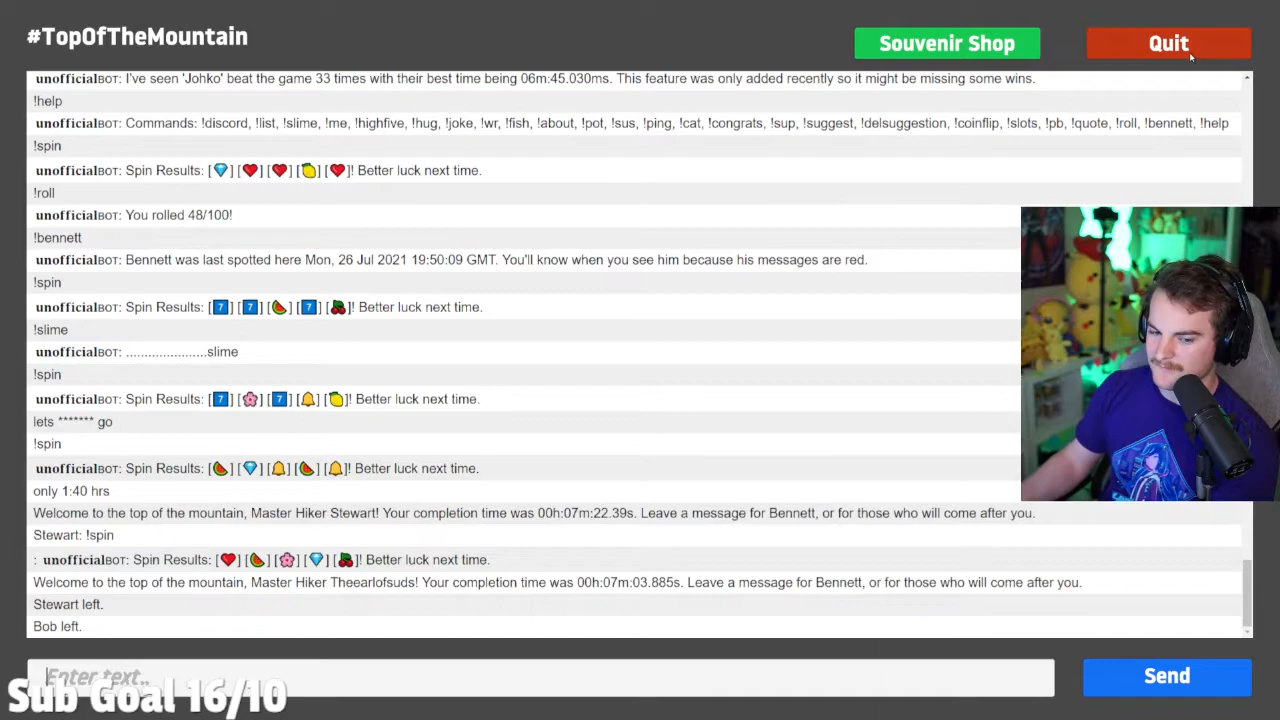 #TopOfTheMountain
Souvenir Shop
Quit
unofficialBOT: I've seen 'Johko' beat the game 33 times with their best time being 06m:45.030ms. This feature was only added recently so it might be missing some wins.
!help
unofficialBOT: Commands: !discord, !list, !slime, !me, !highfive, !hug, !joke, !wr, !fish, !about, !pot, !sus, !ping, !cat, !congrats, !sup, !suggest, !delsuggestion, !coinflip, !slots, !pb, !quote, !roll, !bennett, !help
!spin
unofficialBOT: Spin Results: [💎] [❤️] [❤️] [🍋] [❤️]! Better luck next time.
!roll
unofficialBOT: You rolled 48/100!
!bennett
unofficialBOT: Bennett was last spotted here Mon, 26 Jul 2021 19:50:09 GMT. You'll know when you see him because his messages are red.
!spin
unofficialBOT: Spin Results: [7] [7] [🍉] [7] [🍒]! Better luck next time.
!slime
unofficialBOT: ......................slime
!spin
unofficialBOT: Spin Results: [7] [🌸] [7] [🔔] [🍋]! Better luck next time.
lets ******* go
!spin
unofficialBOT: Spin Results: [🍉] [💎] [🔔] [🍉] [🔔]! Better luck next time.
only 1:40 hrs
Welcome to the top of the mountain, Master Hiker Stewart! Your completion time was 00h:07m:22.39s. Leave a message for Bennett, or for those who will come after you.
Stewart: !spin
: unofficialBOT: Spin Results: [❤️] [🍉] [🌸] [💎] [🍒]! Better luck next time.
Welcome to the top of the mountain, Master Hiker Theearlofsuds! Your completion time was 00h:07m:03.885s. Leave a message for Bennett, or for those who will come after you.
Stewart left.
Bob left.
Enter text..
Send
Sub Goal 16/10